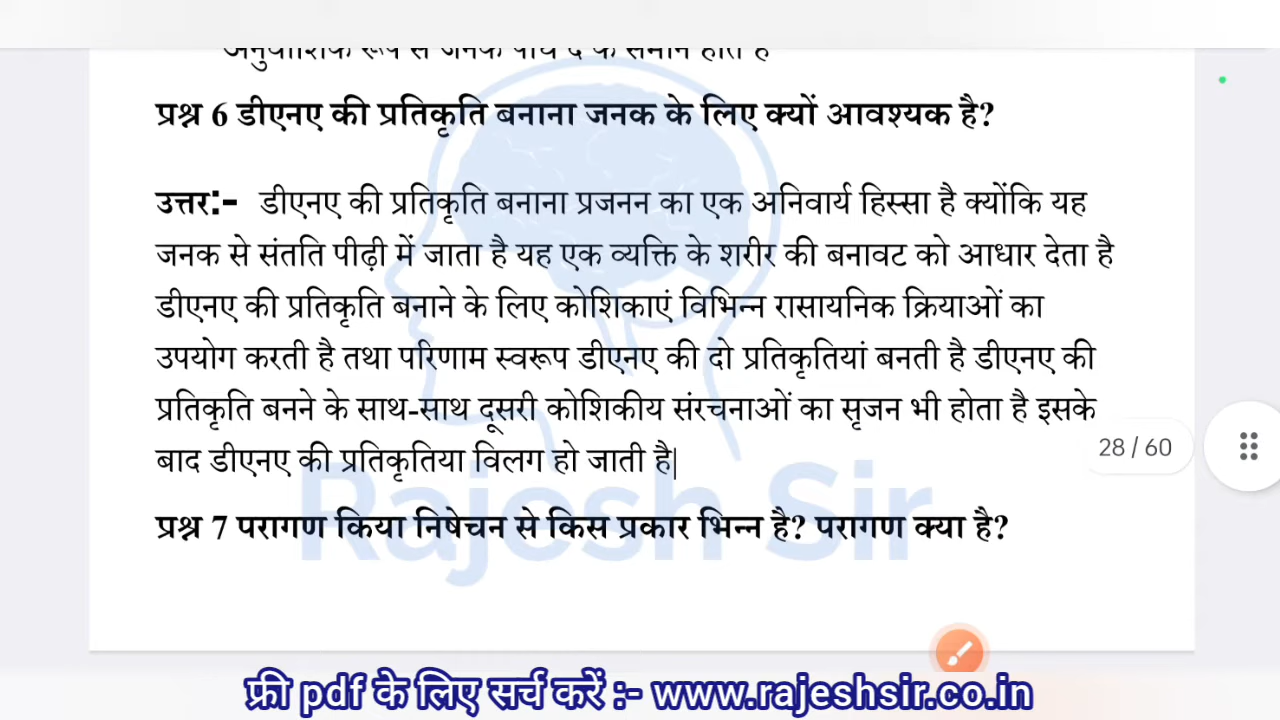 प्रश्न 6 डीएनए की प्रतिकृति बनाना जनक के लिए क्यों आवश्यक है?
उत्तर:- डीएनए की प्रतिकृति बनाना प्रजनन का एक अनिवार्य हिस्सा है क्योंकि यह
जनक से संतति पीढ़ी में जाता है यह एक व्यक्ति के शरीर की बनावट को आधार देता है
डीएनए की प्रतिकृति बनाने के लिए कोशिकाएं विभिन्न रासायनिक क्रियाओं का
उपयोग करती है तथा परिणाम स्वरूप डीएनए की दो प्रतिकृतियां बनती है डीएनए की
प्रतिकृति बनने के साथ-साथ दूसरी कोशिकीय संरचनाओं का सृजन भी होता है इसके
बाद डीएनए की प्रतिकृतिया विलग हो जाती है|
28 / 60
Rajesh Sir
प्रश्न 7 परागण किया निषेचन से किस प्रकार भिन्न है? परागण क्या है?
फ्री pdf के लिए सर्च करें :- www.rajeshsir.co.in